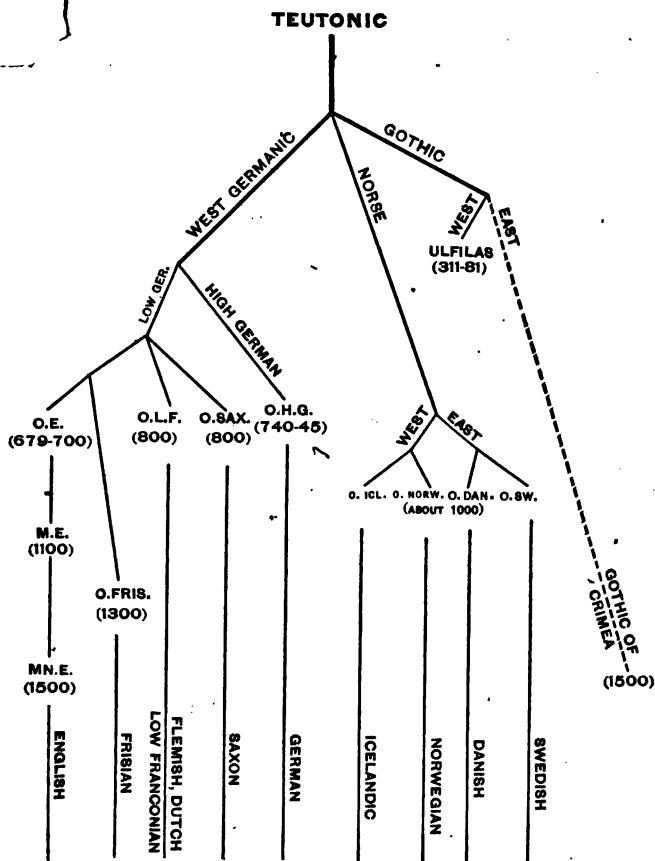 TEUTONIC
WEST GERMANIC
NORSE
GOTHIC
WEST
EAST
ULFILAS
(311-81)
LOW GER.
HIGH GERMAN
O.E.
(679-700)
O.L.F.
(800)
O.SAX.
(800)
O.H.G.
(740-45)
WEST
EAST
O. ICL.
O. NORW.
O. DAN.
O. SW.
(ABOUT 1000)
M.E.
(1100)
O.FRIS.
(1300)
GOTHIC OF
CRIMEA
(1500)
MN.E.
(1500)
ENGLISH
FRISIAN
FLEMISH, DUTCH
LOW FRANCONIAN
SAXON
GERMAN
ICELANDIC
NORWEGIAN
DANISH
SWEDISH